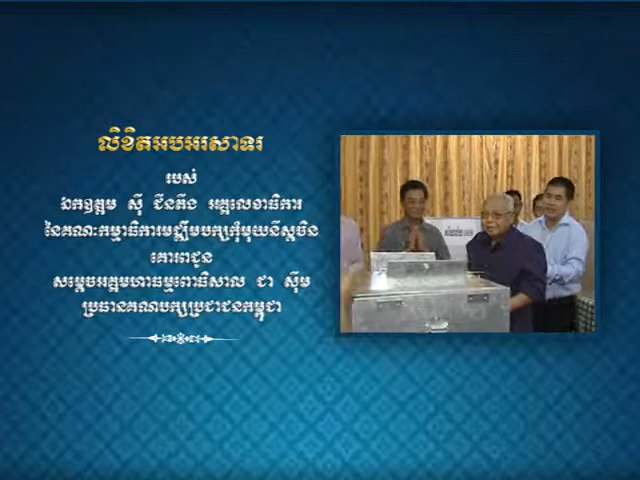 លិខិតអបអរសាទរ
របស់
ឯកឧត្តម ស៊ី ជីនភីង អគ្គលេខាធិការ
នៃគណៈកម្មាធិការមជ្ឈឹមបក្សកុំមុយនីស្តចិន
គោរពជូន
សម្តេចអគ្គមហាធម្មពោធិសាល ជា ស៊ីម
ប្រធានគណបក្សប្រជាជនកម្ពុជា